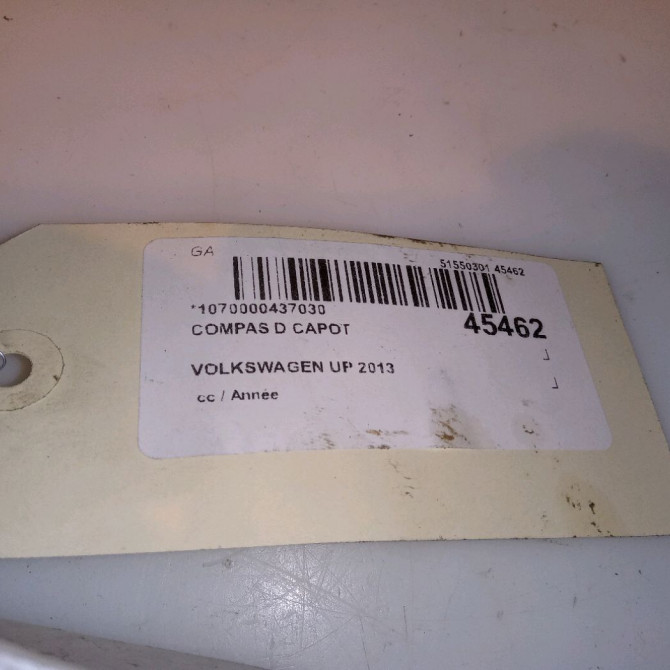 GA
51550301 45462
*1070000437030
45462
COMPAS D CAPOT
VOLKSWAGEN UP 2013
cc / Année